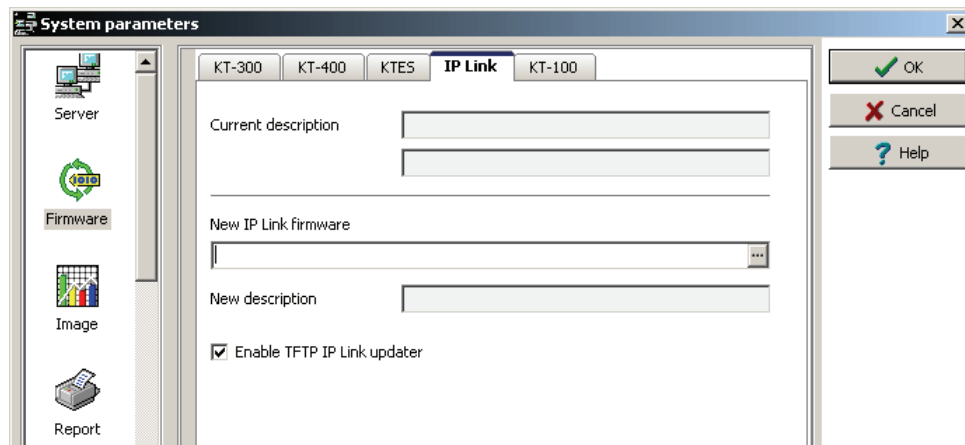 System parameters
Server
Firmware
Image
Report
KT-300 KT-400 KTES IP Link KT-100
Current description
New IP Link firmware
...
New description
Enable TFTP IP Link updater
OK
Cancel
Help